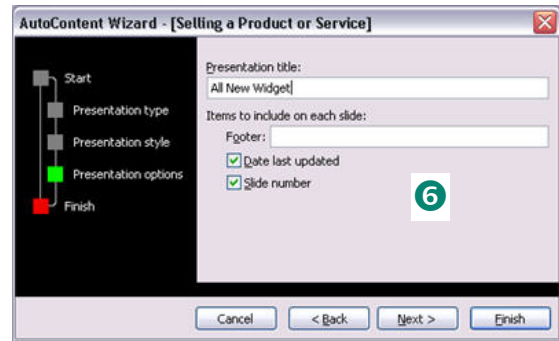 AutoContent Wizard - [Selling a Product or Service]
Start
Presentation type
Presentation style
Presentation options
Finish
Presentation title:
All New Widget
Items to include on each slide:
Footer:
Date last updated
Slide number
6
Cancel
< Back
Next >
Finish